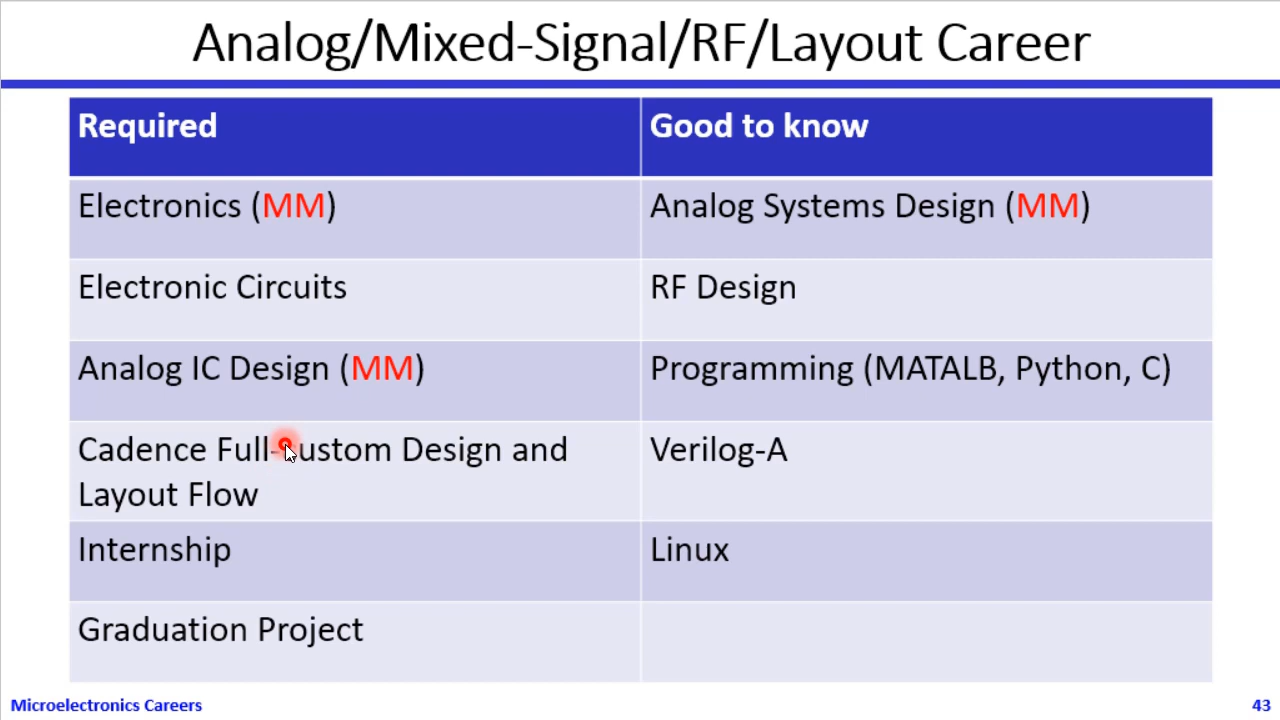 Analog/Mixed-Signal/RF/Layout Career
Required
Good to know
Electronics (MM)
Analog Systems Design (MM)
Electronic Circuits
RF Design
Analog IC Design (MM)
Programming (MATALB, Python, C)
Cadence Full-Custom Design and
Layout Flow
Verilog-A
Internship
Linux
Graduation Project
Microelectronics Careers
43